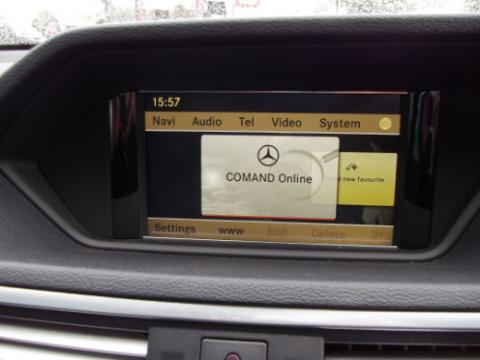 15:57
Navi Audio Tel Video System
COMAND Online
new favourite
Settings www Edit Delete